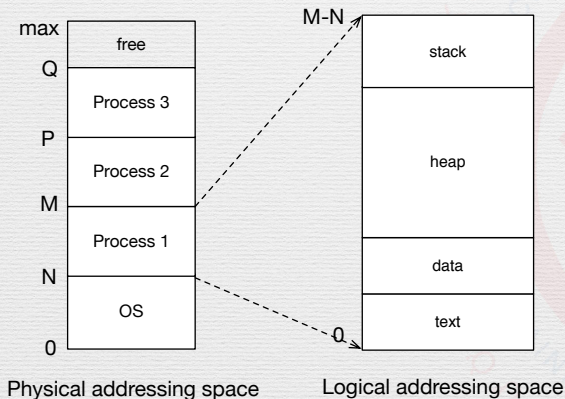 max
free
Q
Process 3
P
Process 2
M
Process 1
N
OS
0
Physical addressing space
M-N
stack
heap
data
text
0
Logical addressing space